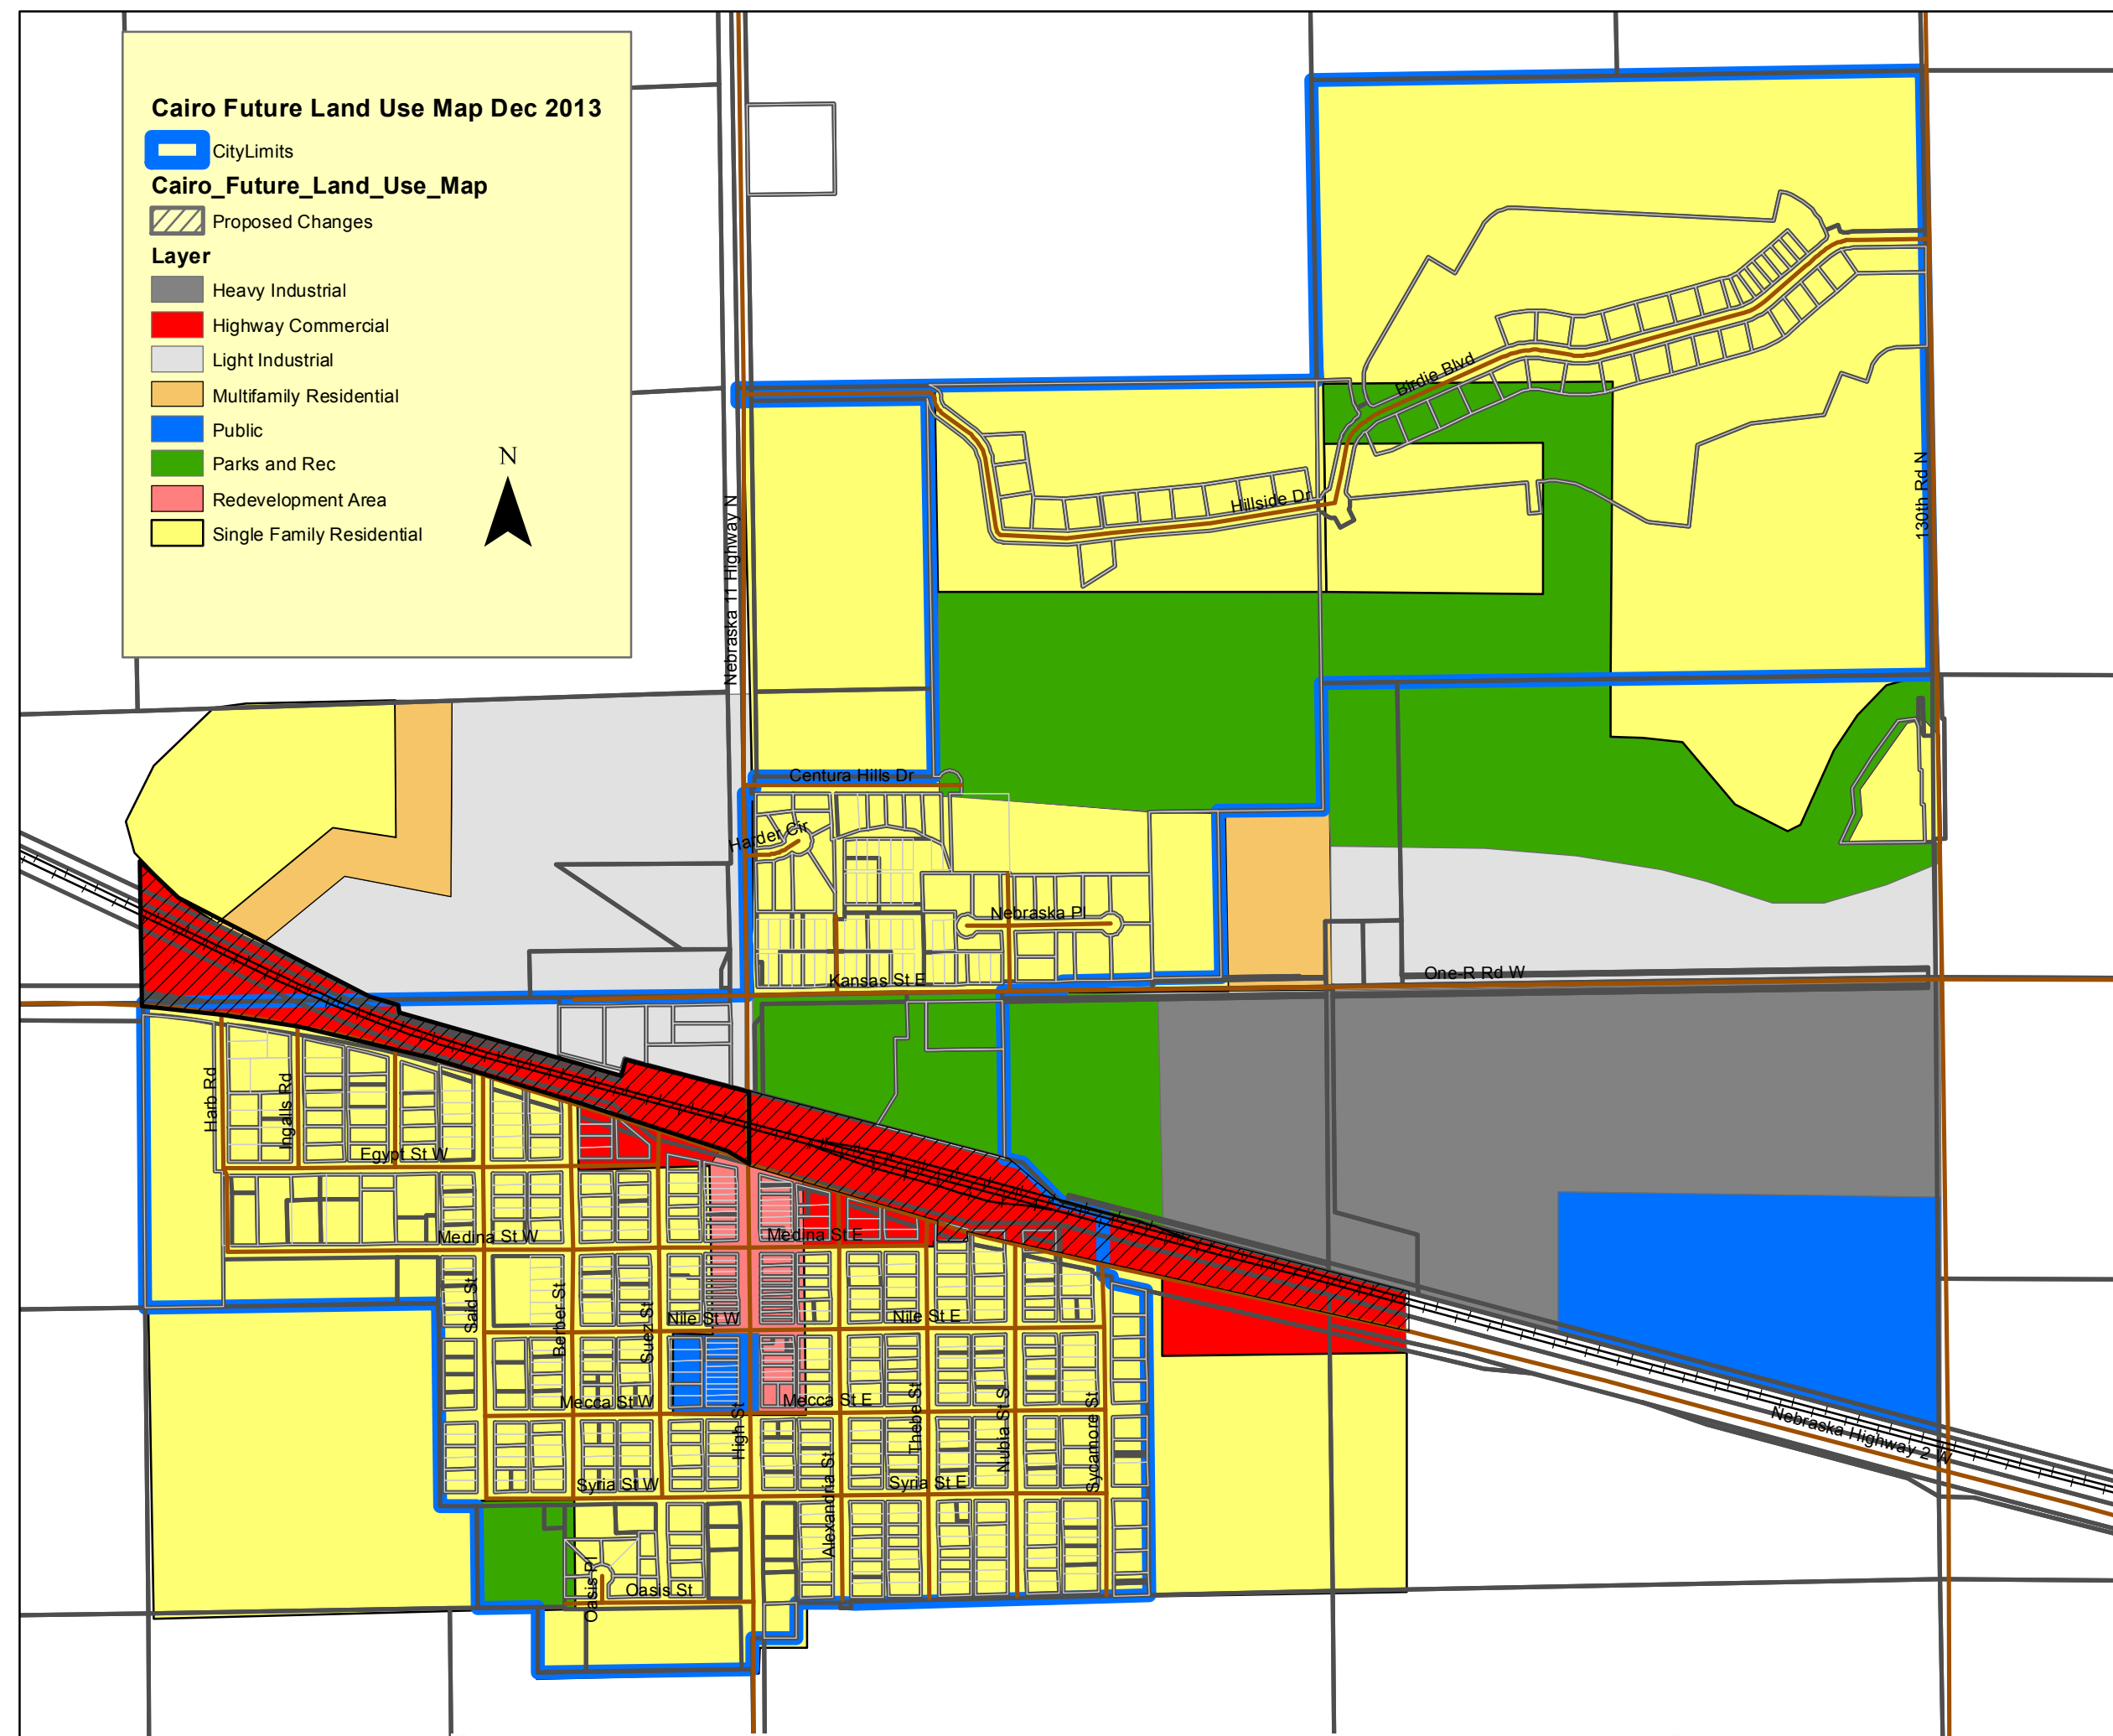 Cairo Future Land Use Map Dec 2013
CityLimits
Cairo_Future_Land_Use_Map
Proposed Changes
Layer
Heavy Industrial
Highway Commercial
Light Industrial
Multifamily Residential
Public
Parks and Rec
Redevelopment Area
Single Family Residential
N
Nebraska 11 Highway N
Birdie Blvd
Hillside Dr
130th Rd N
Centura Hills Dr
Harder Cir
Nebraska Pl
Kansas St E
One-R Rd W
Harb Rd
Ingalls Rd
Egypt St W
Medina St W
Medina St E
Said St
Berber St
Suez St
Nile St W
Nile St E
Mecca St W
Mecca St E
High St
Thebe St
Nubia St S
Sycamore St
Alexandria St
Syria St W
Syria St E
Oasis Pl
Oasis St
Nebraska Highway 2 W